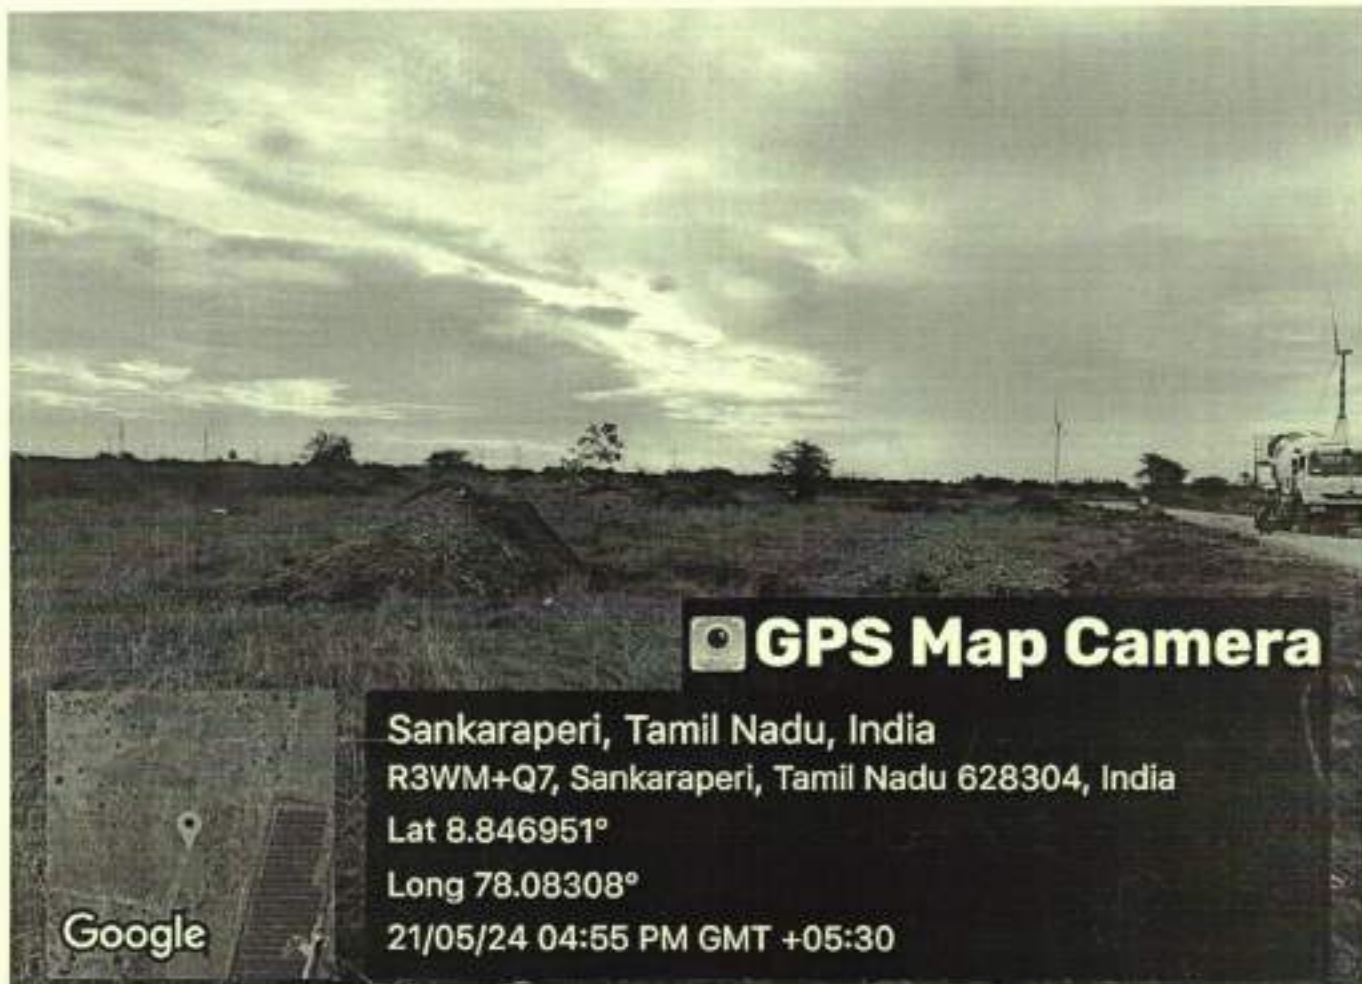 GPS Map Camera
Sankaraperi, Tamil Nadu, India
R3WM+Q7, Sankaraperi, Tamil Nadu 628304, India
Lat 8.846951°
Long 78.08308°
21/05/24 04:55 PM GMT +05:30
Google